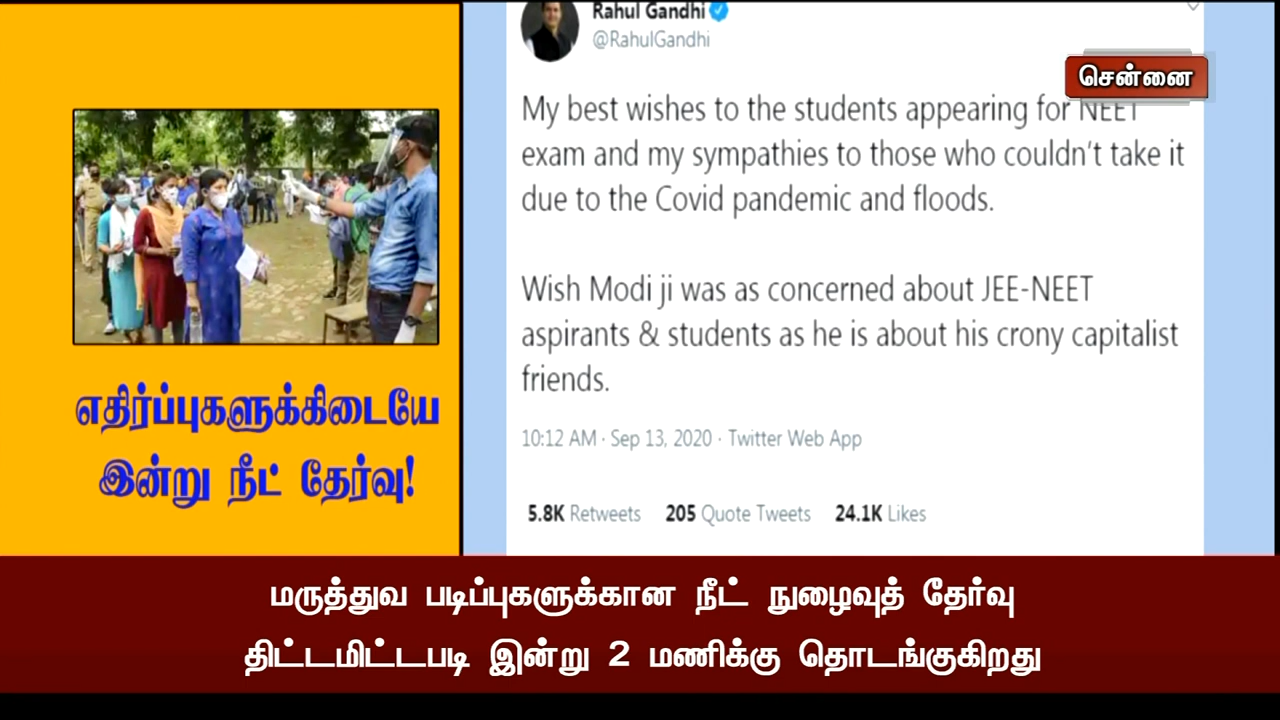 Rahul Gandhi
@RahulGandhi
சென்னை
My best wishes to the students appearing for NEET
exam and my sympathies to those who couldn't take it
due to the Covid pandemic and floods.
Wish Modi ji was as concerned about JEE-NEET
aspirants & students as he is about his crony capitalist
friends.
10:12 AM · Sep 13, 2020 · Twitter Web App
5.8K Retweets 205 Quote Tweets 24.1K Likes
எதிர்ப்புகளுக்கிடையே
இன்று நீட் தேர்வு!
மருத்துவ படிப்புகளுக்கான நீட் நுழைவுத் தேர்வு
திட்டமிட்டபடி இன்று 2 மணிக்கு தொடங்குகிறது